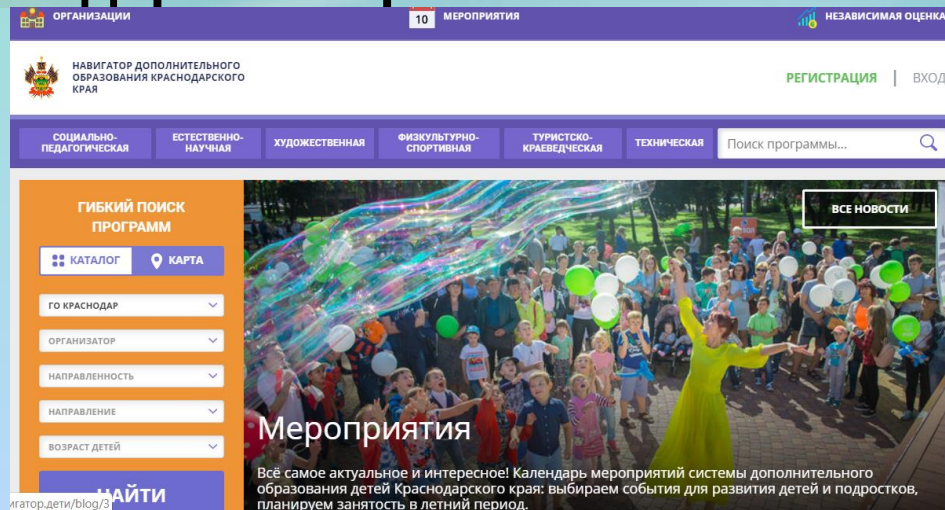 ОРГАНИЗАЦИИ
10 МЕРОПРИЯТИЯ
НЕЗАВИСИМАЯ ОЦЕНКА
НАВИГАТОР ДОПОЛНИТЕЛЬНОГО
ОБРАЗОВАНИЯ КРАСНОДАРСКОГО
КРАЯ
РЕГИСТРАЦИЯ | ВХОД
СОЦИАЛЬНО-
ПЕДАГОГИЧЕСКАЯ
ЕСТЕСТВЕННО-
НАУЧНАЯ
ХУДОЖЕСТВЕННАЯ
ФИЗКУЛЬТУРНО-
СПОРТИВНАЯ
ТУРИСТСКО-
КРАЕВЕДЧЕСКАЯ
ТЕХНИЧЕСКАЯ
Поиск программы...
ГИБКИЙ ПОИСК
ПРОГРАММ
КАТАЛОГ
КАРТА
ГО КРАСНОДАР
ОРГАНИЗАТОР
НАПРАВЛЕННОСТЬ
НАПРАВЛЕНИЕ
ВОЗРАСТ ДЕТЕЙ
НАЙТИ
ВСЕ НОВОСТИ
Мероприятия
Всё самое актуальное и интересное! Календарь мероприятий системы дополнительного
образования детей Краснодарского края: выбираем события для развития детей и подростков,
планируем занятость в летний период.
игатор.дети/blog/3